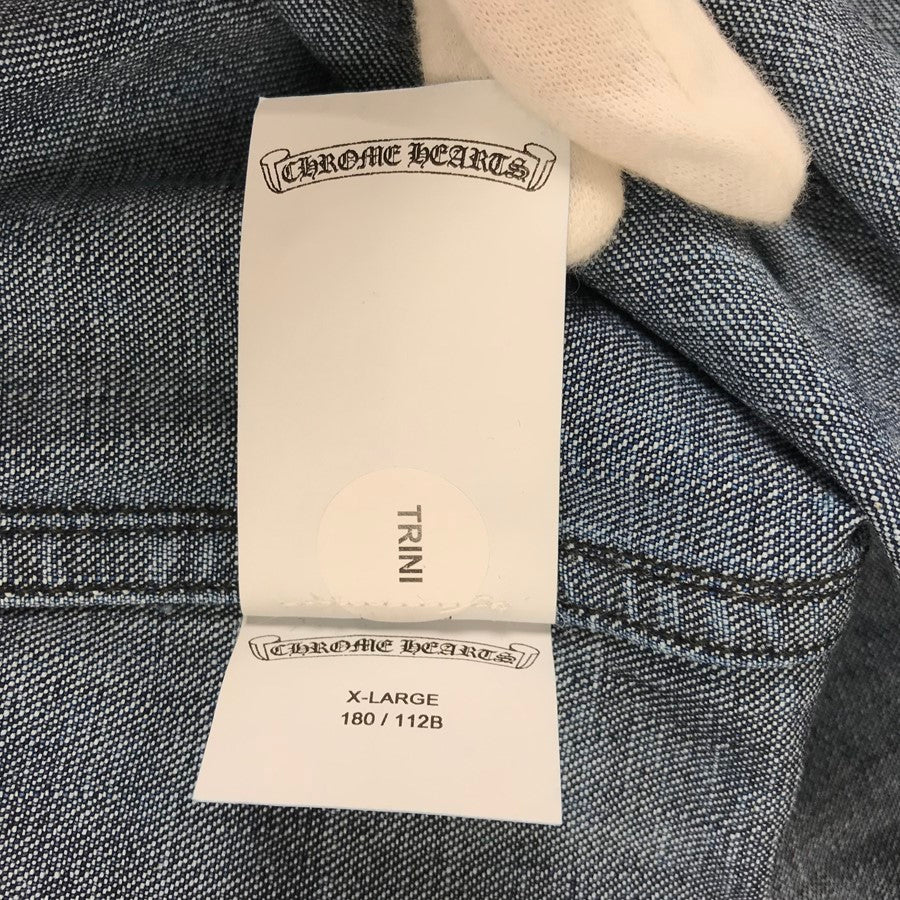 CHROME HEARTS
TRINI
CHROME HEARTS
X-LARGE
180 / 112B